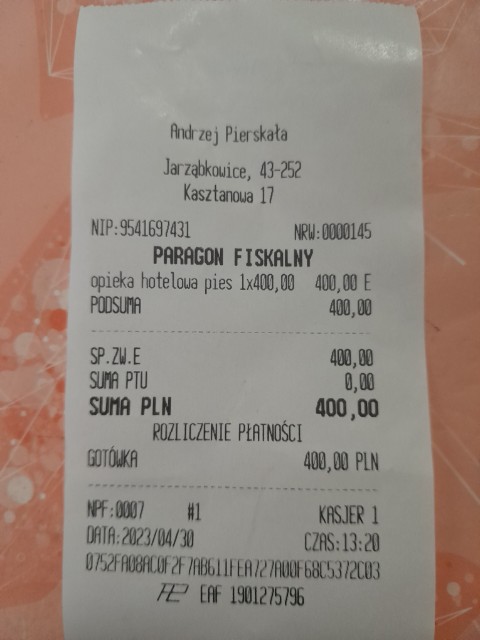 Andrzej Pierskała
Jarząbkowice, 43-252
Kasztanowa 17
NIP:9541697431 NRW:0000145
PARAGON FISKALNY
opieka hotelowa pies 1x400,00 400,00 E
PODSUMA 400,00
SP.ZW.E 400,00
SUMA PTU 0,00
SUMA PLN 400,00
ROZLICZENIE PŁATNOŚCI
GOTÓWKA 400,00 PLN
NPF:0007 #1 KASJER 1
DATA:2023/04/30 CZAS:13:20
0752FA08AC0F2F7AB611FEA727A00F68C5372C03
EAF 1901275796